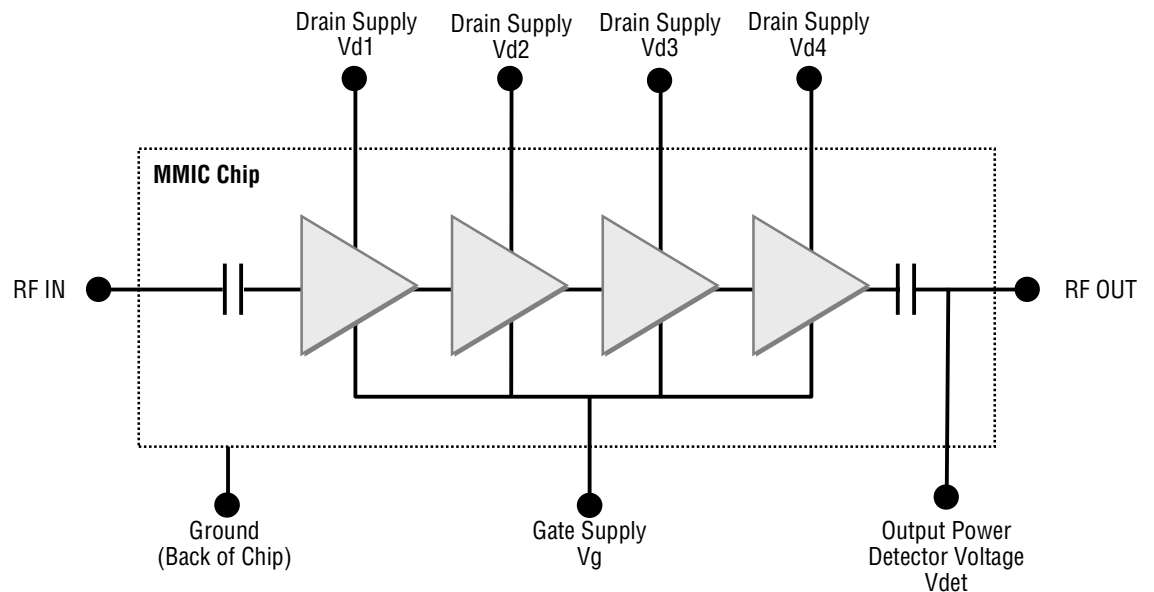 Drain Supply
Vd1
Drain Supply
Vd2
Drain Supply
Vd3
Drain Supply
Vd4
MMIC Chip
RF IN
RF OUT
Ground
(Back of Chip)
Gate Supply
Vg
Output Power
Detector Voltage
Vdet